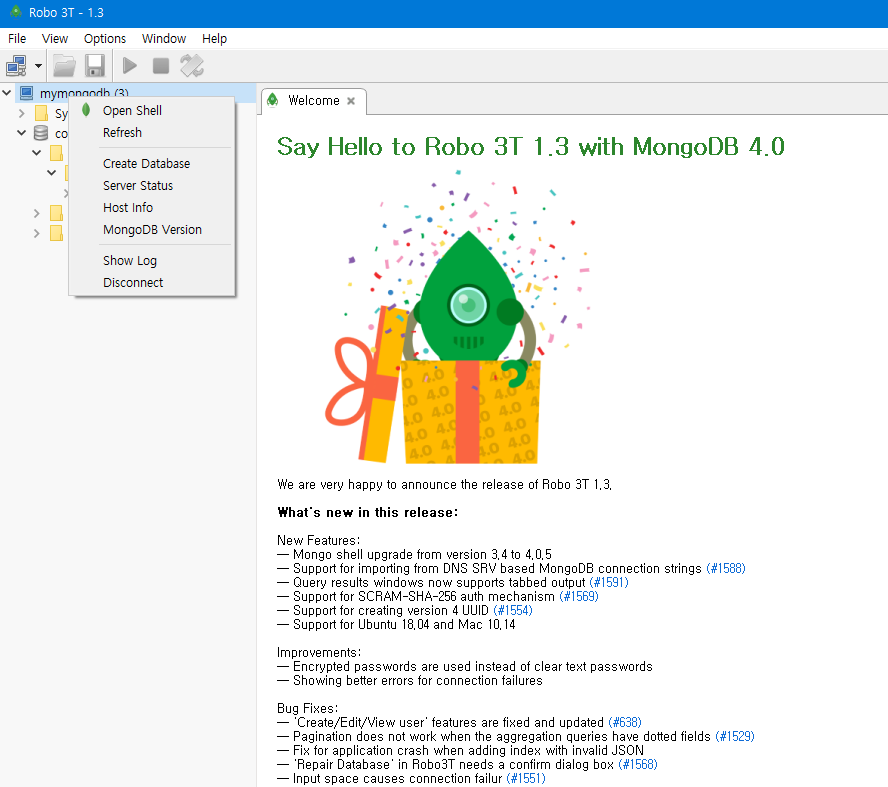 Robo 3T - 1.3
File View Options Window Help
mymongodb (3)
Sy
co
Open Shell
Refresh
Create Database
Server Status
Host Info
MongoDB Version
Show Log
Disconnect
Welcome
Say Hello to Robo 3T 1.3 with MongoDB 4.0
4.0 4.0 4.0 4.0
We are very happy to announce the release of Robo 3T 1.3.
What's new in this release:
New Features:
— Mongo shell upgrade from version 3.4 to 4.0.5
— Support for importing from DNS SRV based MongoDB connection strings (#1588)
— Query results windows now supports tabbed output (#1591)
— Support for SCRAM-SHA-256 auth mechanism (#1569)
— Support for creating version 4 UUID (#1554)
— Support for Ubuntu 18.04 and Mac 10.14
Improvements:
— Encrypted passwords are used instead of clear text passwords
— Showing better errors for connection failures
Bug Fixes:
— 'Create/Edit/View user' features are fixed and updated (#638)
— Pagination does not work when the aggregation queries have dotted fields (#1529)
— Fix for application crash when adding index with invalid JSON
— 'Repair Database' in Robo3T needs a confirm dialog box (#1568)
— Input space causes connection failur (#1551)